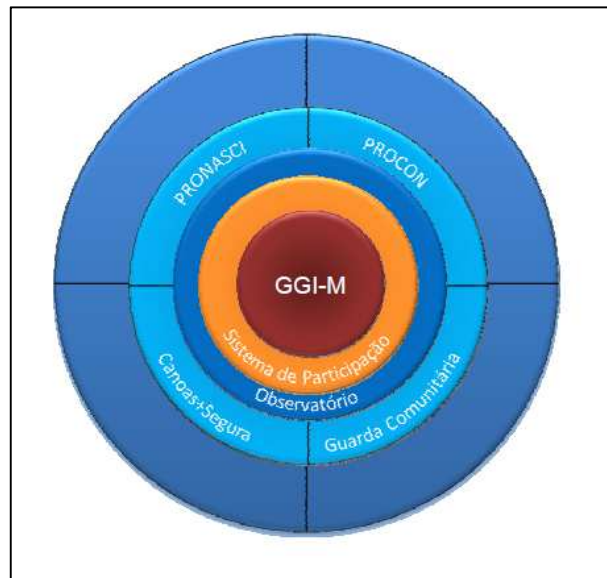 PRONASCI
PROCON
GGI-M
Sistema de Participação
Observatório
Canoas+Segura
Guarda Comunitária